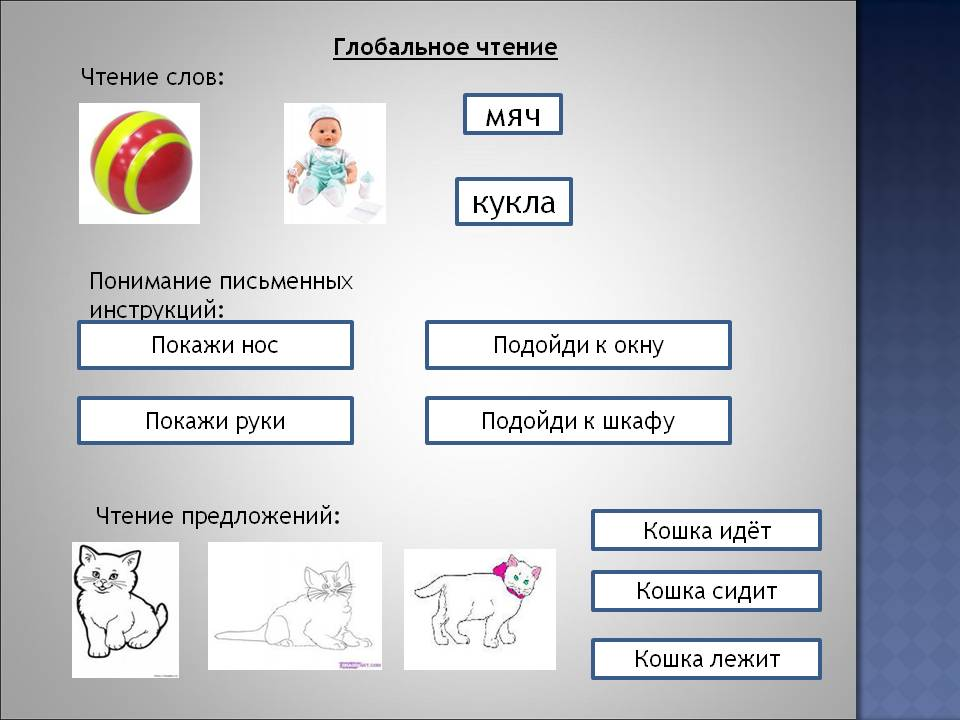 Глобальное чтение
Чтение слов:
мяч
кукла
Понимание письменных
инструкций:
Покажи нос
Подойди к окну
Покажи руки
Подойди к шкафу
Чтение предложений:
Кошка идёт
Кошка сидит
Кошка лежит